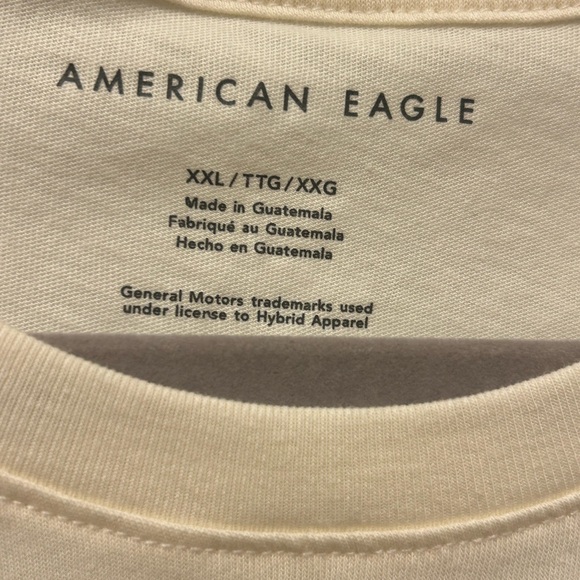 AMERICAN EAGLE
XXL / TTG / XXG
Made in Guatemala
Fabriqué au Guatemala
Hecho en Guatemala
General Motors trademarks used
under license to Hybrid Apparel